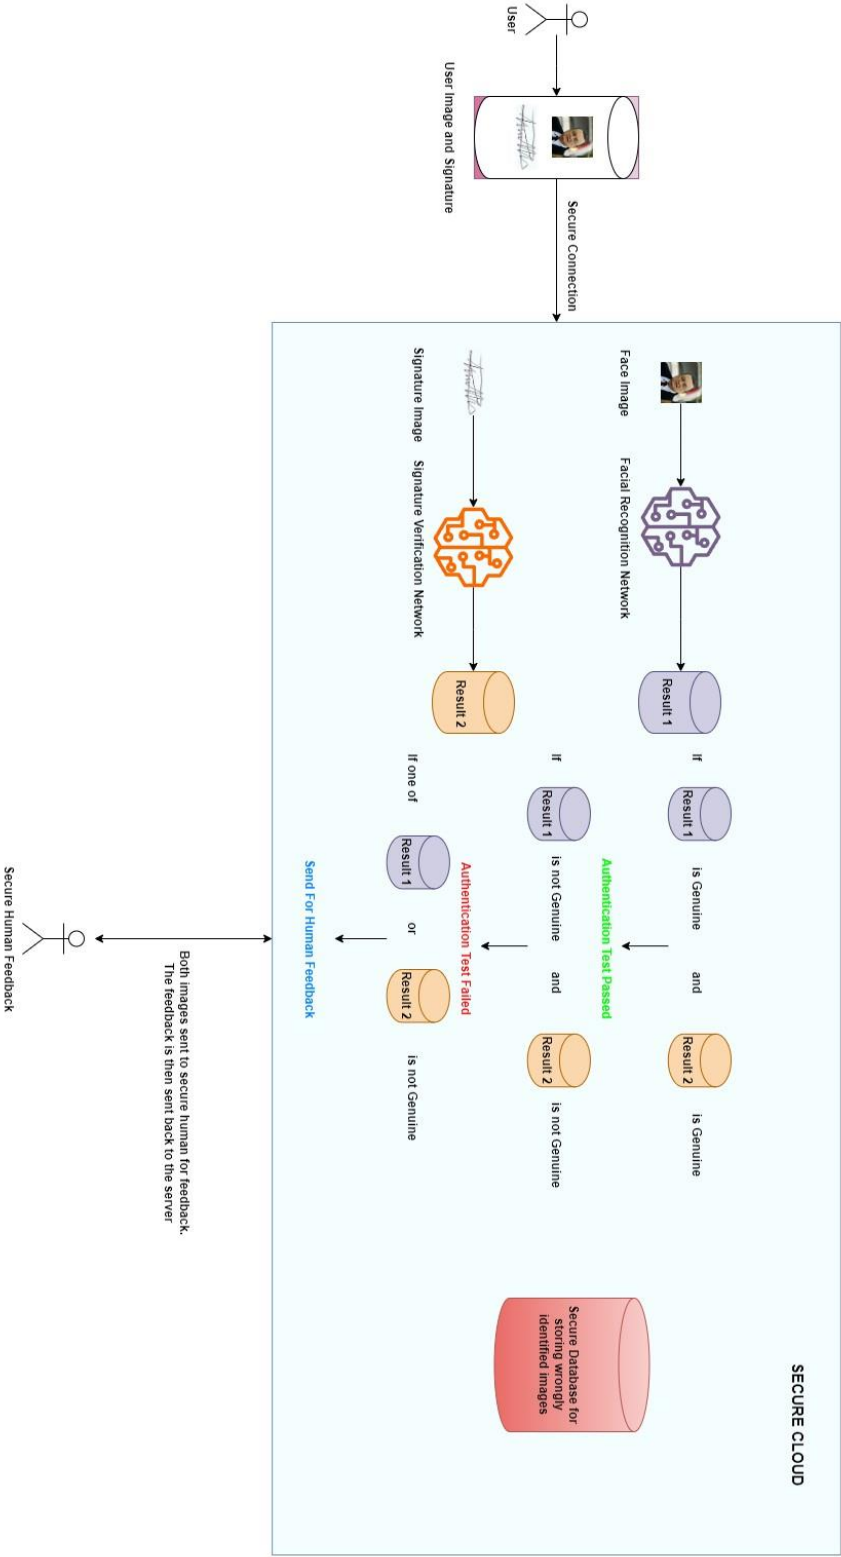 SECURE CLOUD
User
User Image and Signature
Secure Connection
Face Image
Facial Recognition Network
Result 1
Signature Image
Signature Verification Network
Result 2
If
Result 1
is Genuine
and
Result 2
is Genuine
Authentication Test Passed
If
Result 1
is not Genuine
and
Result 2
is not Genuine
Authentication Test Failed
If one of
Result 1
or
Result 2
is not Genuine
Send For Human Feedback
Secure Database for
storing wrongly
identified images
Both images sent to secure human for feedback.
The feedback is then sent back to the server
Secure Human Feedback